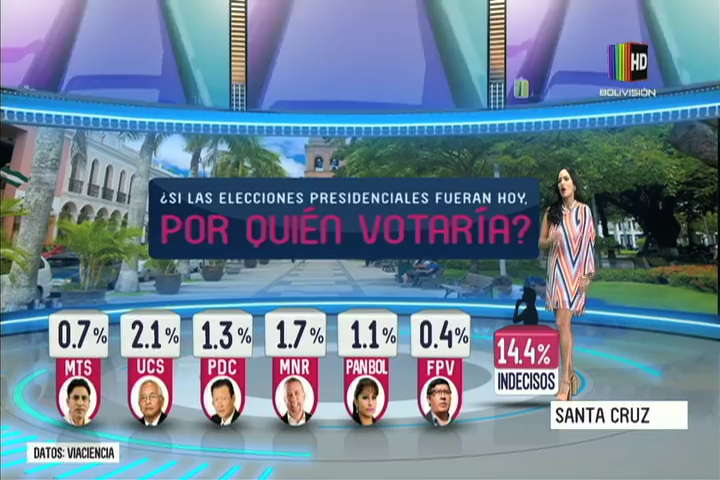 HD
BOLIVISIÓN
¿SI LAS ELECCIONES PRESIDENCIALES FUERAN HOY,
POR QUIÉN VOTARÍA?
0.7% 2.1% 1.3% 1.7% 1.1% 0.4%
MTS UCS PDC MNR PANBOL FPV
14.4%
INDECISOS
SANTA CRUZ
DATOS: VIACIENCIA